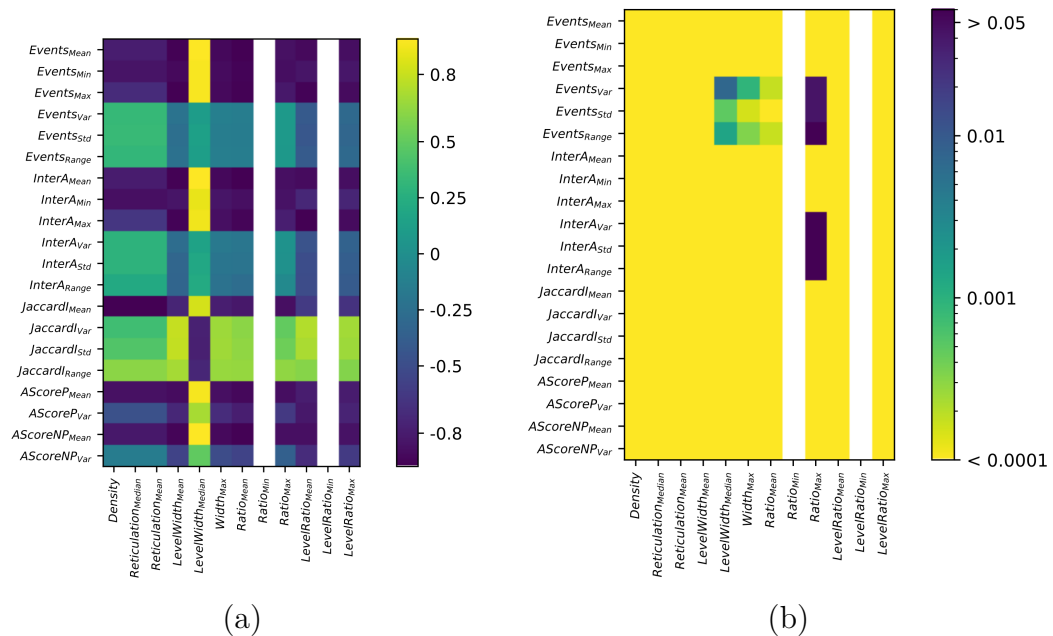 Events_Mean
Events_Min
Events_Max
Events_Var
Events_Std
Events_Range
InterA_Mean
InterA_Min
InterA_Max
InterA_Var
InterA_Std
InterA_Range
JaccardI_Mean
JaccardI_Var
JaccardI_Std
JaccardI_Range
AScoreP_Mean
AScoreP_Var
AScoreNP_Mean
AScoreNP_Var
Density
Reticulation_Median
Reticulation_Mean
LevelWidth_Mean
LevelWidth_Median
Width_Max
Ratio_Mean
Ratio_Min
Ratio_Max
LevelRatio_Mean
LevelRatio_Min
LevelRatio_Max
0.8
0.5
0.25
0
-0.25
-0.5
-0.8
(a)
Events_Mean
Events_Min
Events_Max
Events_Var
Events_Std
Events_Range
InterA_Mean
InterA_Min
InterA_Max
InterA_Var
InterA_Std
InterA_Range
JaccardI_Mean
JaccardI_Var
JaccardI_Std
JaccardI_Range
AScoreP_Mean
AScoreP_Var
AScoreNP_Mean
AScoreNP_Var
Density
Reticulation_Median
Reticulation_Mean
LevelWidth_Mean
LevelWidth_Median
Width_Max
Ratio_Mean
Ratio_Min
Ratio_Max
LevelRatio_Mean
LevelRatio_Min
LevelRatio_Max
> 0.05
0.01
0.001
< 0.0001
(b)